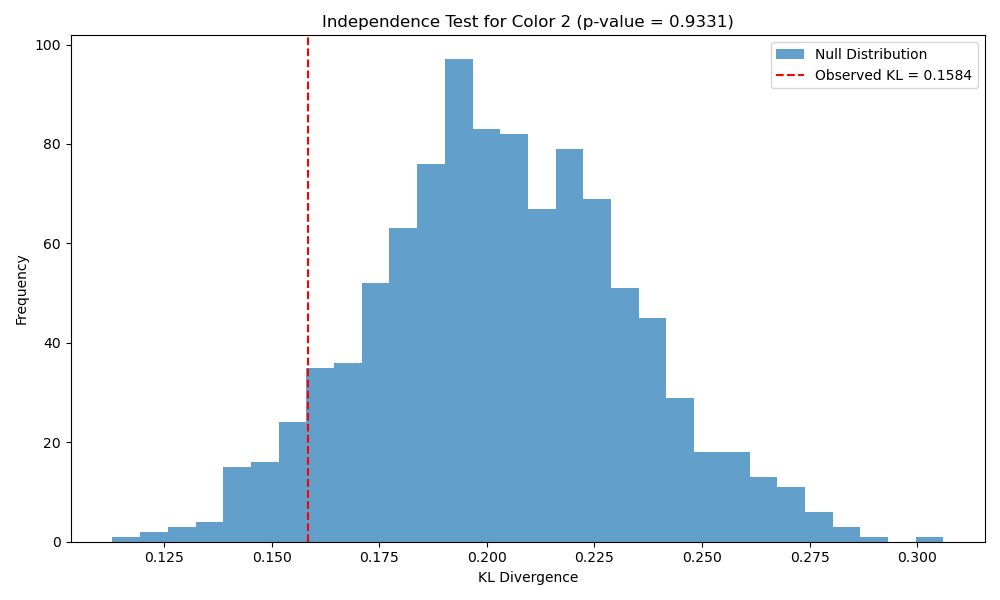 Independence Test for Color 2 (p-value = 0.9331)
Null Distribution
Observed KL = 0.1584
100
80
60
40
20
0
Frequency
0.125 0.150 0.175 0.200 0.225 0.250 0.275 0.300
KL Divergence